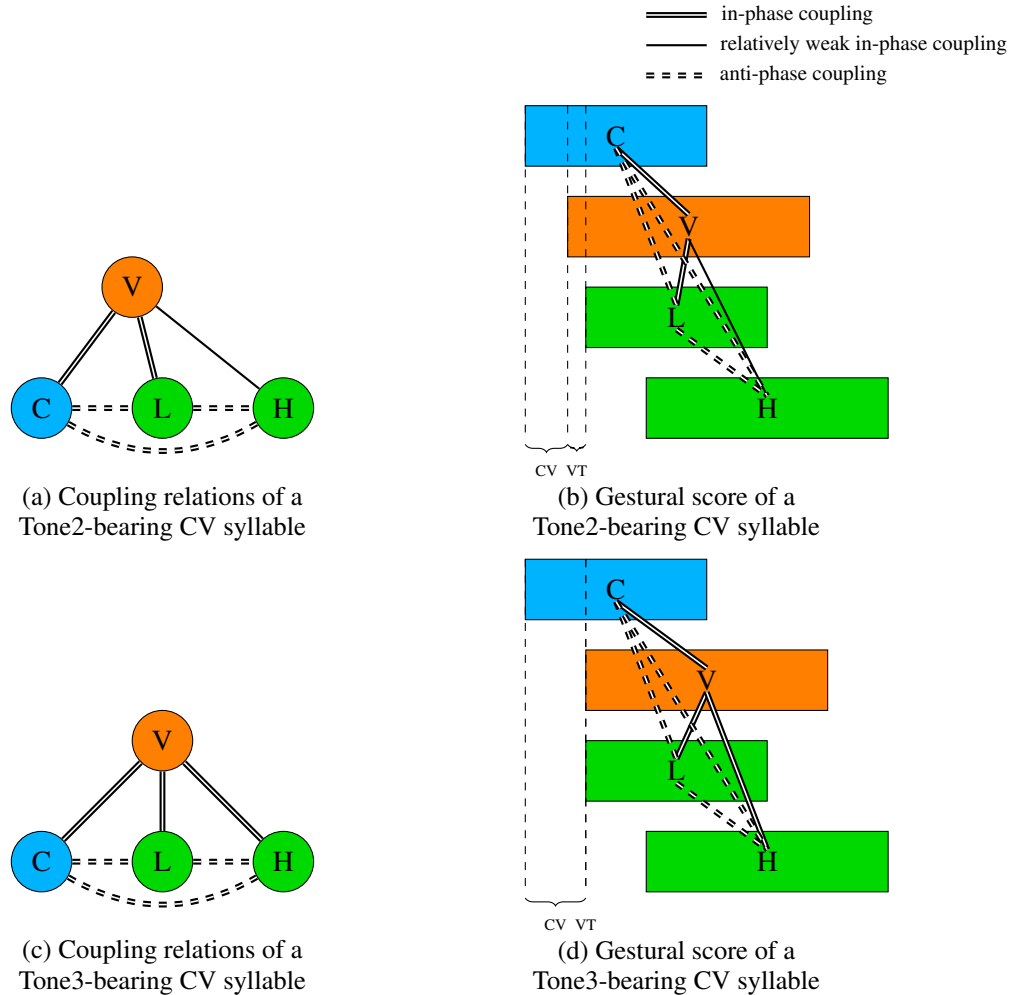 in-phase coupling
relatively weak in-phase coupling
anti-phase coupling
V
C
L
H
(a) Coupling relations of a
Tone2-bearing CV syllable
C
V
L
H
CV VT
(b) Gestural score of a
Tone2-bearing CV syllable
V
C
L
H
(c) Coupling relations of a
Tone3-bearing CV syllable
C
V
L
H
CV VT
(d) Gestural score of a
Tone3-bearing CV syllable